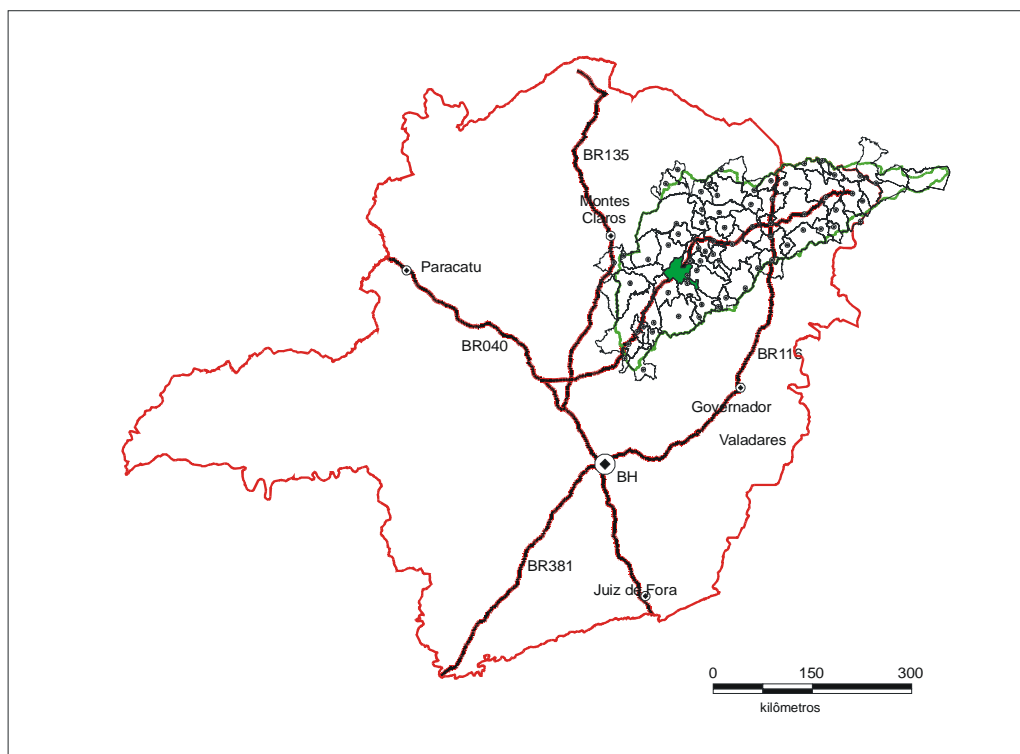 BR135
Montes
Claros
Paracatu
BR040
BR116
Governador
Valadares
BH
BR381
Juiz de Fora
0 150 300
kilômetros